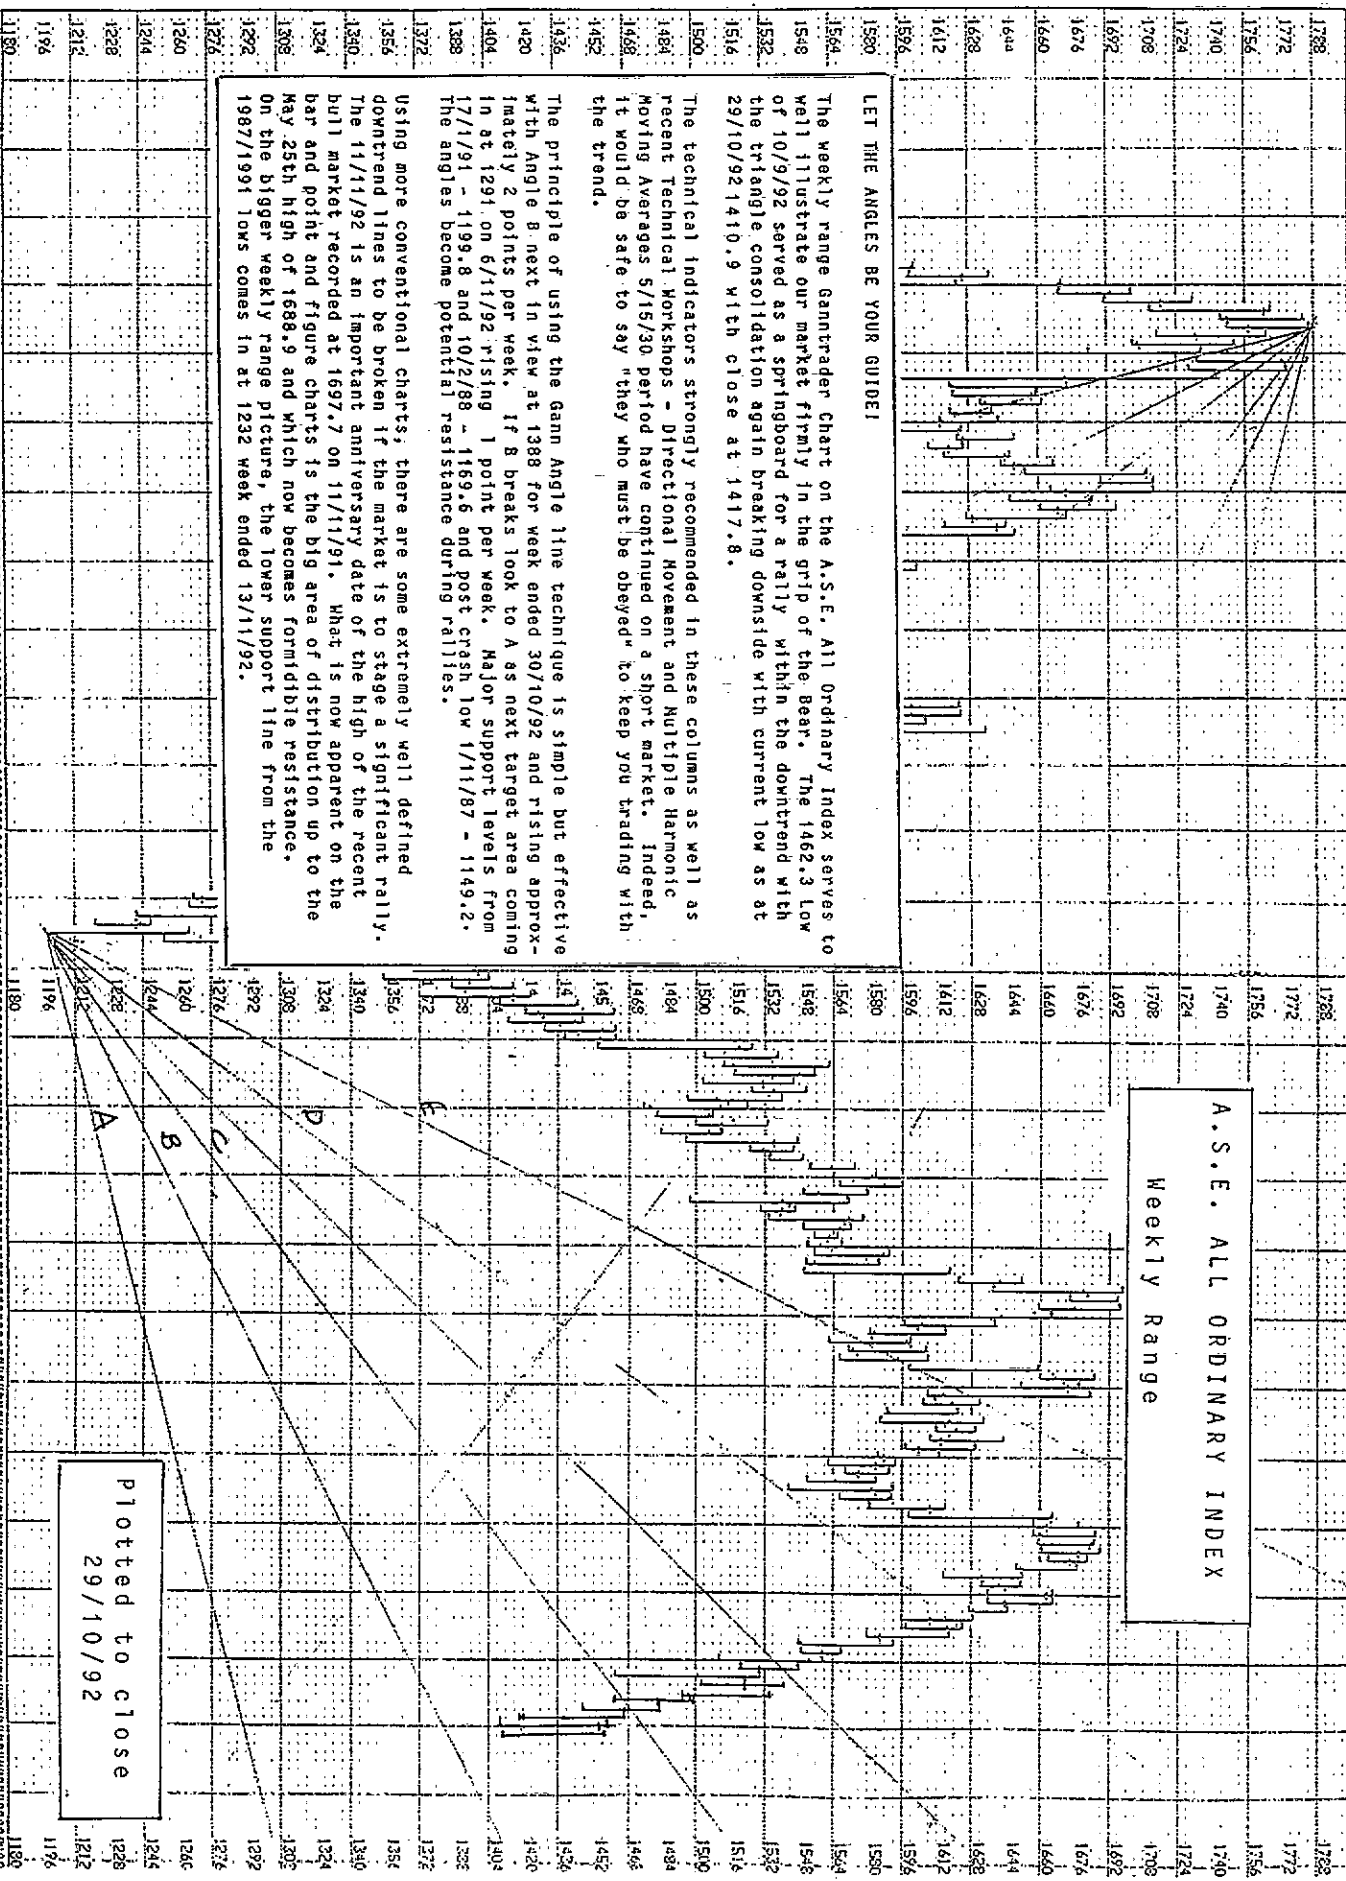 A.S.E. ALL ORDINARY INDEX
Weekly Range
LET THE ANGLES BE YOUR GUIDE!
The weekly range Ganntrader Chart on the A.S.E. All Ordinary Index serves to
well illustrate our market firmly in the grip of the Bear. The 1462.3 Low
of 10/9/92 served as a springboard for a rally within the downtrend with
the triangle consolidation again breaking downside with current low as at
29/10/92 1410.9 with close at 1417.8.
The technical indicators strongly recommended in these columns as well as
recent Technical Workshops - Directional Movement and Multiple Harmonic
Moving Averages 5/15/30 period have continued on a short market. Indeed,
it would be safe to say "they who must be obeyed" to keep you trading with
the trend.
The principle of using the Gann Angle line technique is simple but effective
with Angle B next in view at 1388 for week ended 30/10/92 and rising approx-
imately 2 points per week. If B breaks look to A as next target area coming
in at 1291 on 6/11/92 rising 1 point per week. Major support levels from
17/1/91 - 1199.8 and 10/2/88 - 1169.6 and post crash low 1/11/87 - 1149.2.
The angles become potential resistance during rallies.
Using more conventional charts, there are some extremely well defined
downtrend lines to be broken if the market is to stage a significant rally.
The 11/11/92 is an important anniversary date of the high of the recent
bull market recorded at 1697.7 on 11/11/91. What is now apparent on the
bar and point and figure charts is the big area of distribution up to the
May 25th high of 1688.9 and which now becomes formidible resistance.
On the bigger weekly range picture, the lower support line from the
1987/1991 lows comes in at 1232 week ended 13/11/92.
Plotted to close
29/10/92
A
B
C
D
E
1788
1772
1756
1740
1724
1708
1692
1676
1660
1644
1628
1612
1596
1580
1564
1548
1532
1516
1500
1484
1468
1452
1436
1420
1404
1388
1372
1356
1340
1324
1308
1292
1276
1260
1244
1228
1212
1196
1180